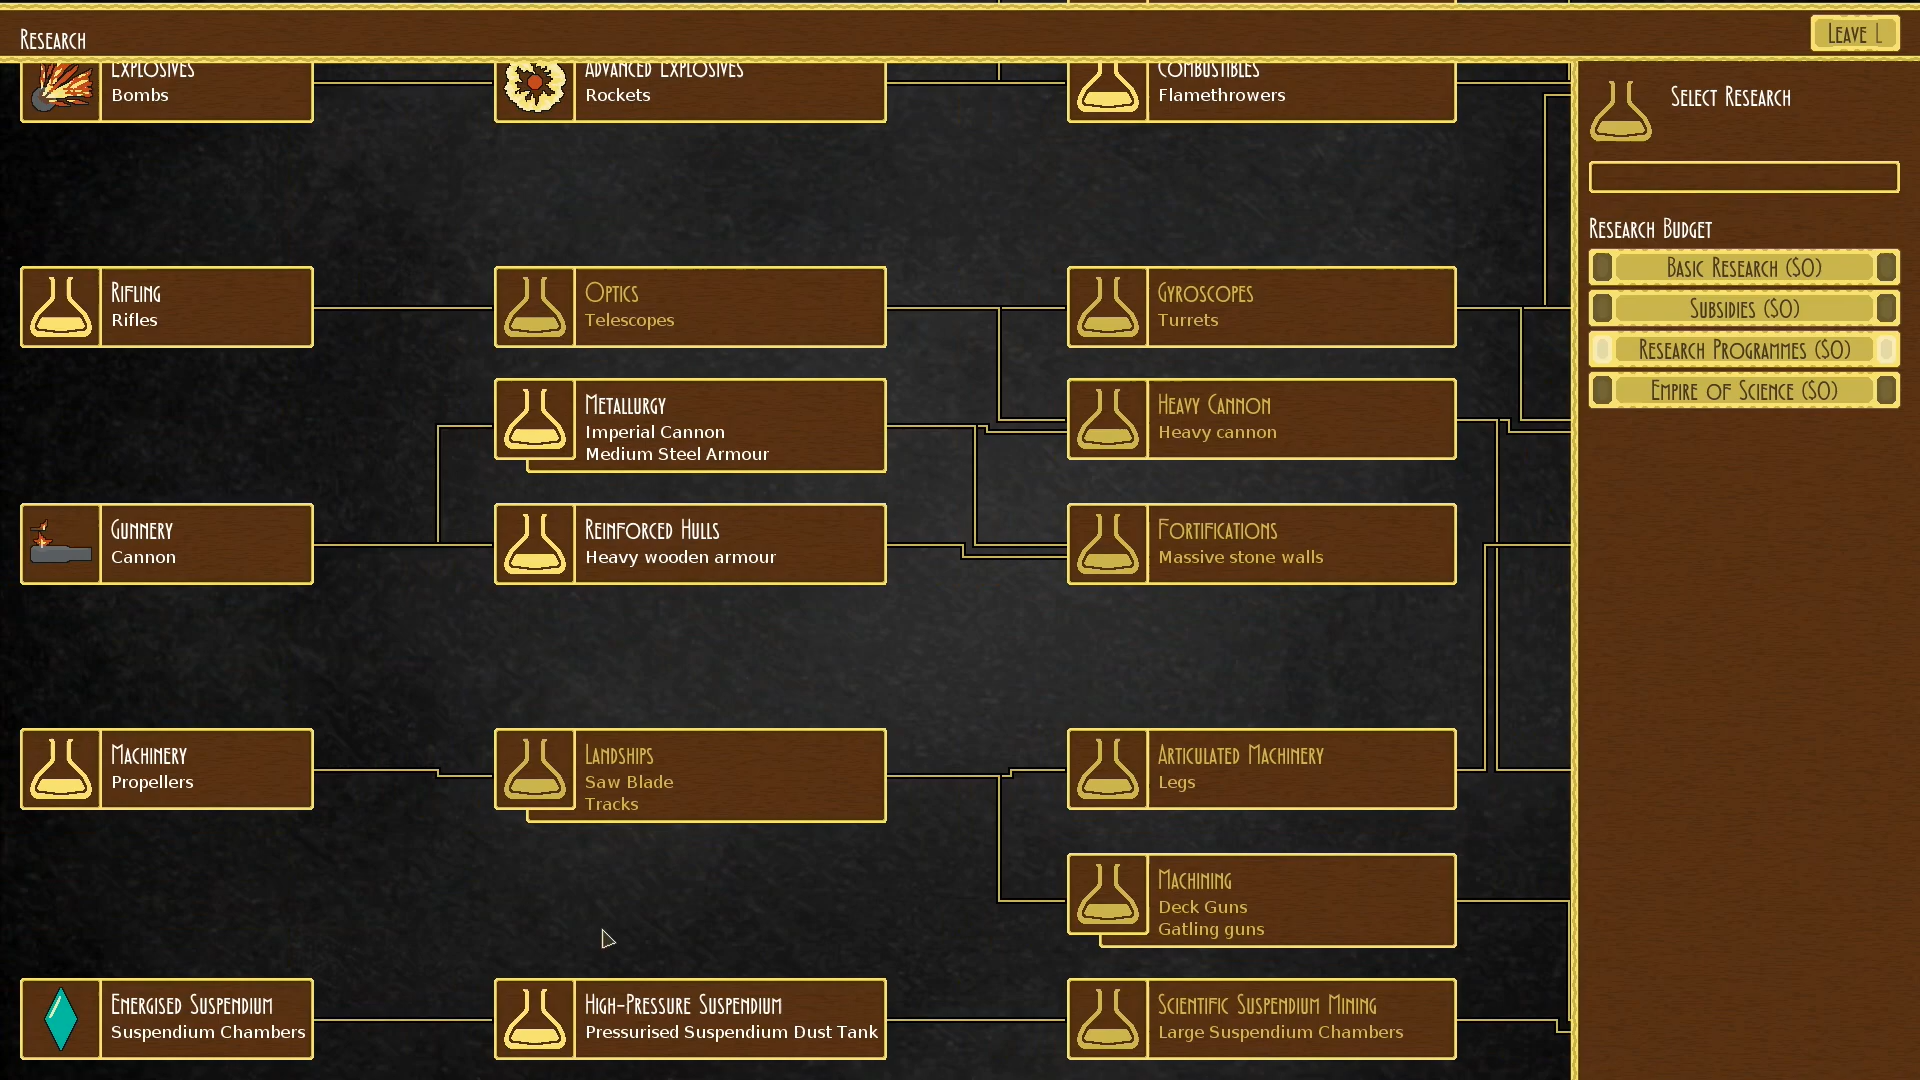 Research
Leave L
Explosives
Bombs
Advanced Explosives
Rockets
Combustibles
Flamethrowers
Select Research
Research Budget
Basic Research ($0)
Subsidies ($0)
Research Programmes ($0)
Empire of Science ($0)
Rifling
Rifles
Optics
Telescopes
Gyroscopes
Turrets
Metallurgy
Imperial Cannon
Medium Steel Armour
Heavy Cannon
Heavy cannon
Gunnery
Cannon
Reinforced Hulls
Heavy wooden armour
Fortifications
Massive stone walls
Machinery
Propellers
Landships
Saw Blade
Tracks
Articulated Machinery
Legs
Machining
Deck Guns
Gatling guns
Energised Suspendium
Suspendium Chambers
High-Pressure Suspendium
Pressurised Suspendium Dust Tank
Scientific Suspendium Mining
Large Suspendium Chambers